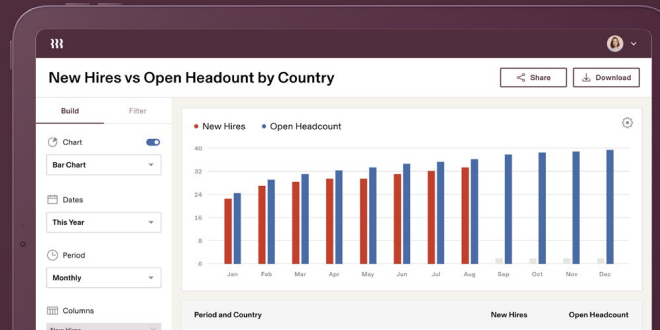 New Hires vs Open Headount by Country
Share
Download
Build
Filter
New Hires
Open Headcount
Chart
Bar Chart
Dates
This Year
Period
Monthly
Columns
New Hires
40
32
24
16
8
0
Jan Feb Mar Apr May Jun Jul Aug Sep Oct Nov Dec
Period and Country
New Hires
Open Headcount